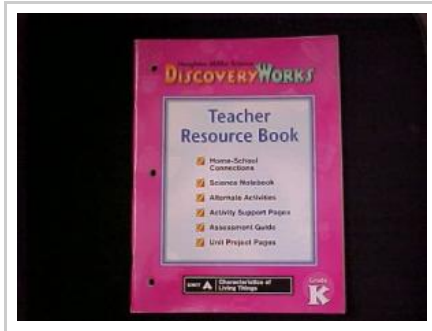 Houghton Mifflin Science
DISCOVERYWORKS
Teacher
Resource Book
Home-School
Connections
Science Notebook
Alternate Activities
Activity Support Pages
Assessment Guide
Unit Project Pages
UNIT A Characteristics of
Living Things
Grade
K